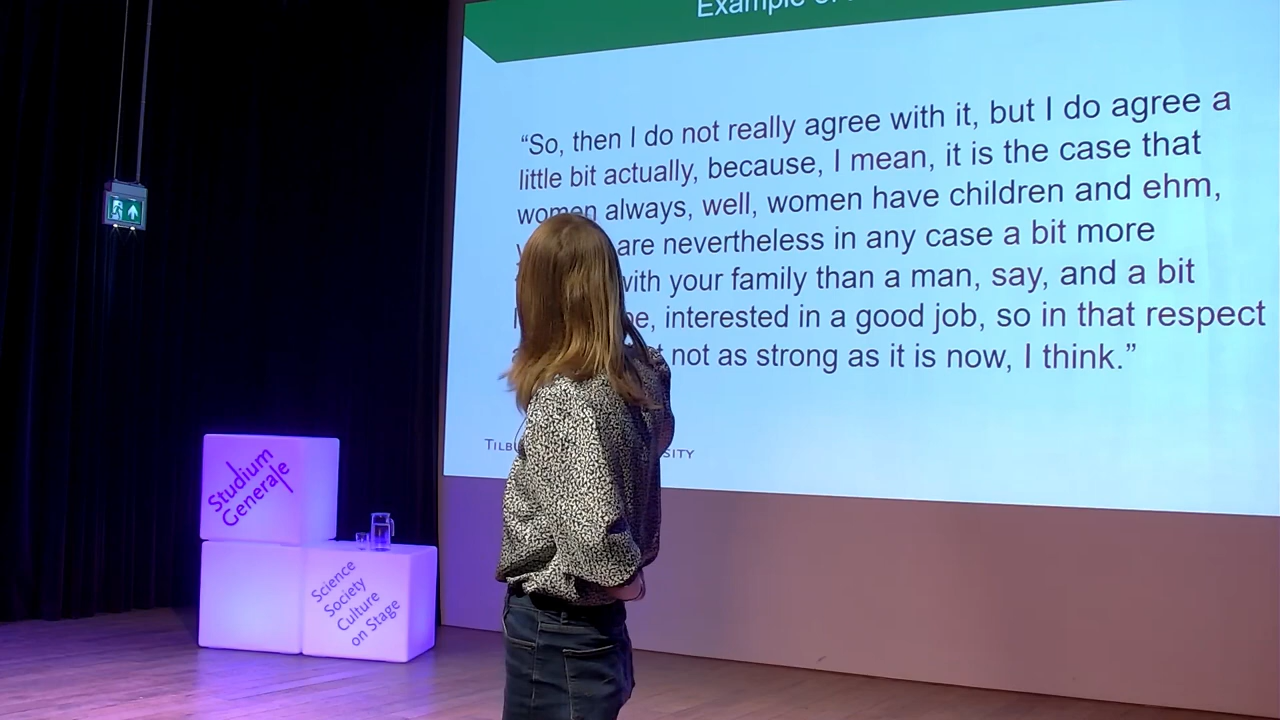 Example
“So, then I do not really agree with it, but I do agree a
little bit actually, because, I mean, it is the case that
women always, well, women have children and ehm,
are nevertheless in any case a bit more
with your family than a man, say, and a bit
interested in a good job, so in that respect
not as strong as it is now, I think.”
Studium
Generale
Science
Society
Culture
on Stage